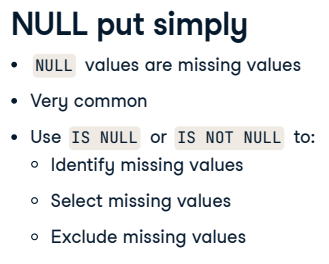 NULL put simply
• NULL values are missing values
• Very common
• Use IS NULL or IS NOT NULL to:
◦ Identify missing values
◦ Select missing values
◦ Exclude missing values